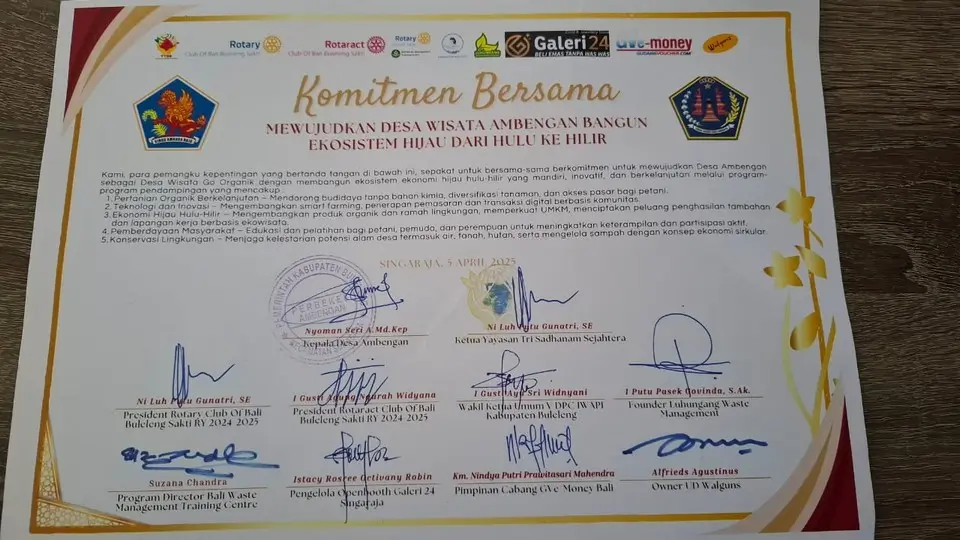 Rotary
Club Of Bali Buleleng Sakti
Rotaract
Club Of Bali Buleleng Sakti
Rotary
Galeri 24
BELI EMAS TANPA WAS WAS
GVe-money
Walguns
Komitmen Bersama
MEWUJUDKAN DESA WISATA AMBENGAN BANGUN
EKOSISTEM HIJAU DARI HULU KE HILIR
Kami, para pemangku kepentingan yang bertanda tangan di bawah ini, sepakat untuk bersama-sama berkomitmen untuk mewujudkan Desa Ambengan
sebagai Desa Wisata Go Organik dengan membangun ekosistem ekonomi hijau hulu-hilir yang mandiri, inovatif, dan berkelanjutan melalui program-
program pendampingan yang mencakup :
1. Pertanian Organik Berkelanjutan – Mendorong budidaya tanpa bahan kimia, diversifikasi tanaman, dan akses pasar bagi petani.
2. Teknologi dan Inovasi – Mengembangkan smart farming, penerapan pemasaran dan transaksi digital berbasis komunitas.
3. Ekonomi Hijau Hulu-Hilir – Mengembangkan produk organik dan ramah lingkungan, memperkuat UMKM, menciptakan peluang penghasilan tambahan
dan lapangan kerja berbasis ekowisata.
4. Pemberdayaan Masyarakat – Edukasi dan pelatihan bagi petani, pemuda, dan perempuan untuk meningkatkan keterampilan dan partisipasi aktif.
5. Konservasi Lingkungan – Menjaga kelestarian potensi alam desa termasuk air, tanah, hutan, serta mengelola sampah dengan konsep ekonomi sirkular.
SINGARAJA, 5 APRIL 2025
PEMERINTAH KABUPATEN
PERBEKEL
AMBENGAN
Nyoman Seri A.Md.Kep
Kepala Desa Ambengan
Ni Luh Putu Gunatri, SE
Ketua Yayasan Tri Sadhanam Sejahtera
Ni Luh Putu Gunatri, SE
President Rotary Club Of Bali
Buleleng Sakti RY 2024-2025
I Gusti Agung Ngurah Widyana
President Rotaract Club Of Bali
Buleleng Sakti RY 2024-2025
I Gusti Ayu Sri Widnyani
Wakil Ketua Umum V DPC IWAPI
Kabupaten Buleleng
I Putu Pasek Govinda, S.Ak.
Founder Luhungang Waste
Management
Suzana Chandra
Program Director Bali Waste
Management Training Centre
Istacy Rosree Octivany Robin
Pengelola Openbooth Galeri 24
Singaraja
Km. Nindya Putri Prawitasari Mahendra
Pimpinan Cabang GVe Money Bali
Alfrieds Agustinus
Owner UD Walguns